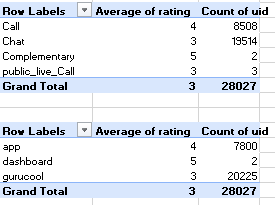 Row Labels Average of rating Count of uid
Call 4 8508
Chat 3 19514
Complementary 5 2
public_live_Call 3 3
Grand Total 3 28027
Row Labels Average of rating Count of uid
app 4 7800
dashboard 5 2
gurucool 3 20225
Grand Total 3 28027